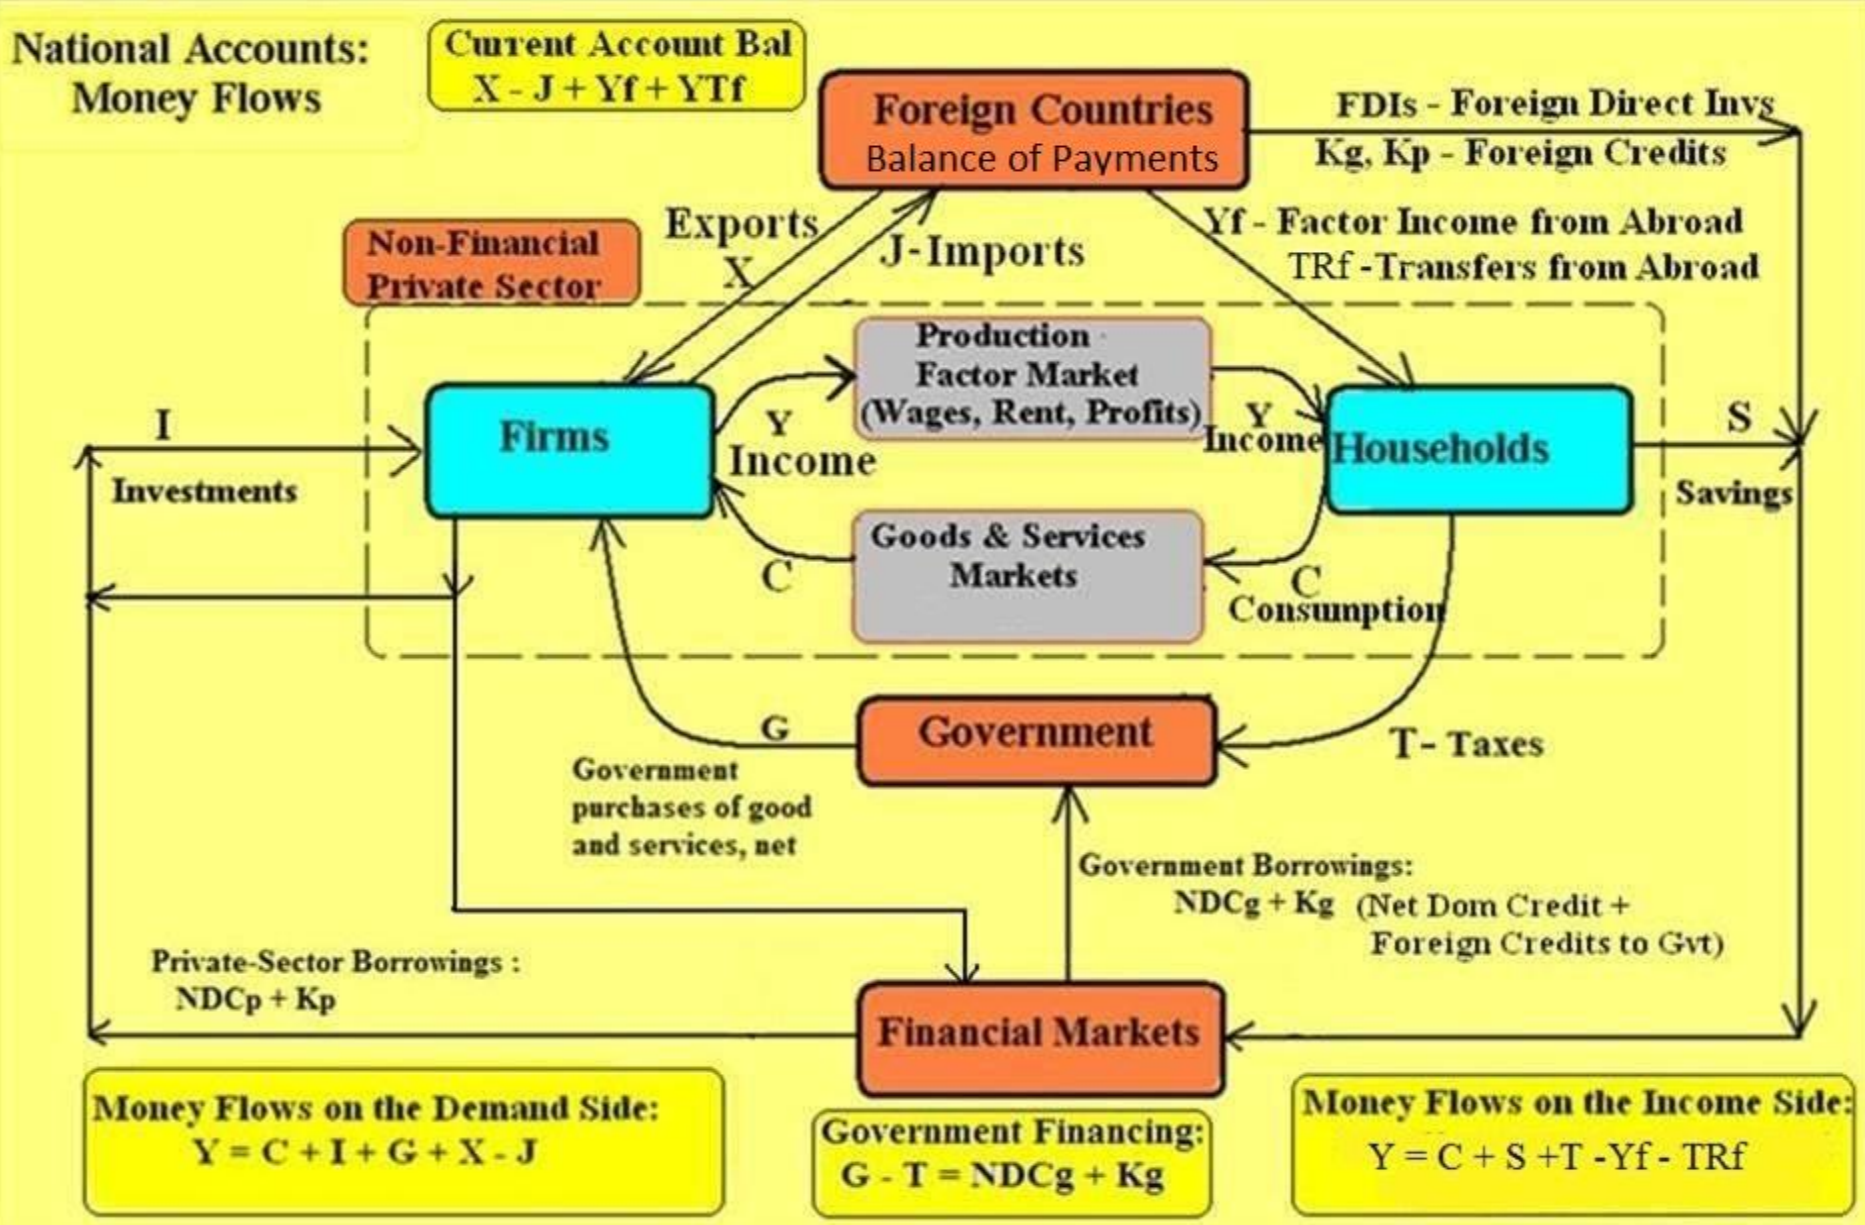 National Accounts:
Money Flows
Current Account Bal
X - J + Yf + YTf
Foreign Countries
Balance of Payments
FDIs - Foreign Direct Invs
Kg, Kp - Foreign Credits
Exports
X
J-Imports
Yf - Factor Income from Abroad
TRf -Transfers from Abroad
Non-Financial
Private Sector
Production
Factor Market
(Wages, Rent, Profits)
I
Investments
Firms
Y
Income
Y
Income
Households
S
Savings
Goods & Services
Markets
C
C
Consumption
G
Government
T- Taxes
Government
purchases of good
and services, net
Government Borrowings:
NDCg + Kg (Net Dom Credit +
Foreign Credits to Gvt)
Private-Sector Borrowings :
NDCp + Kp
Financial Markets
Money Flows on the Demand Side:
Y = C + I + G + X - J
Government Financing:
G - T = NDCg + Kg
Money Flows on the Income Side:
Y = C + S +T -Yf - TRf